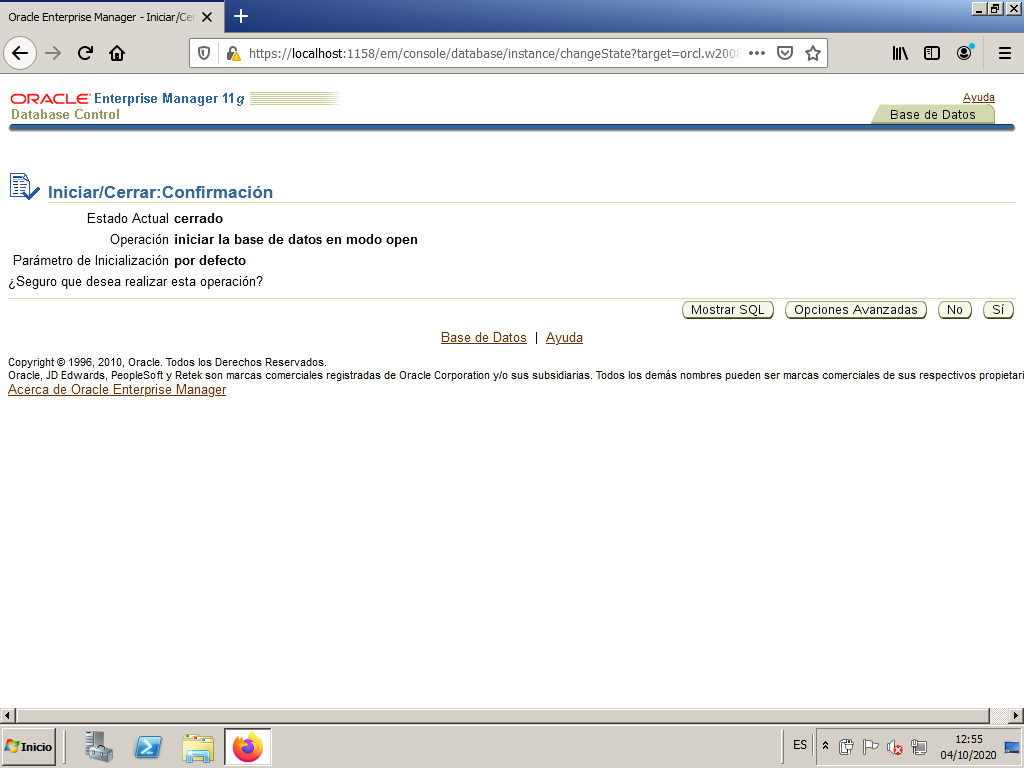 Oracle Enterprise Manager - Iniciar/Cer
https://localhost:1158/em/console/database/instance/changeState?target=orcl.w2008
ORACLE Enterprise Manager 11g
Database Control
Ayuda
Base de Datos
Iniciar/Cerrar:Confirmación
Estado Actual cerrado
Operación iniciar la base de datos en modo open
Parámetro de Inicialización por defecto
¿Seguro que desea realizar esta operación?
Mostrar SQL Opciones Avanzadas No Sí
Base de Datos | Ayuda
Copyright © 1996, 2010, Oracle. Todos los Derechos Reservados.
Oracle, JD Edwards, PeopleSoft y Retek son marcas comerciales registradas de Oracle Corporation y/o sus subsidiarias. Todos los demás nombres pueden ser marcas comerciales de sus respectivos propietari
Acerca de Oracle Enterprise Manager
Inicio
ES
12:55
04/10/2020